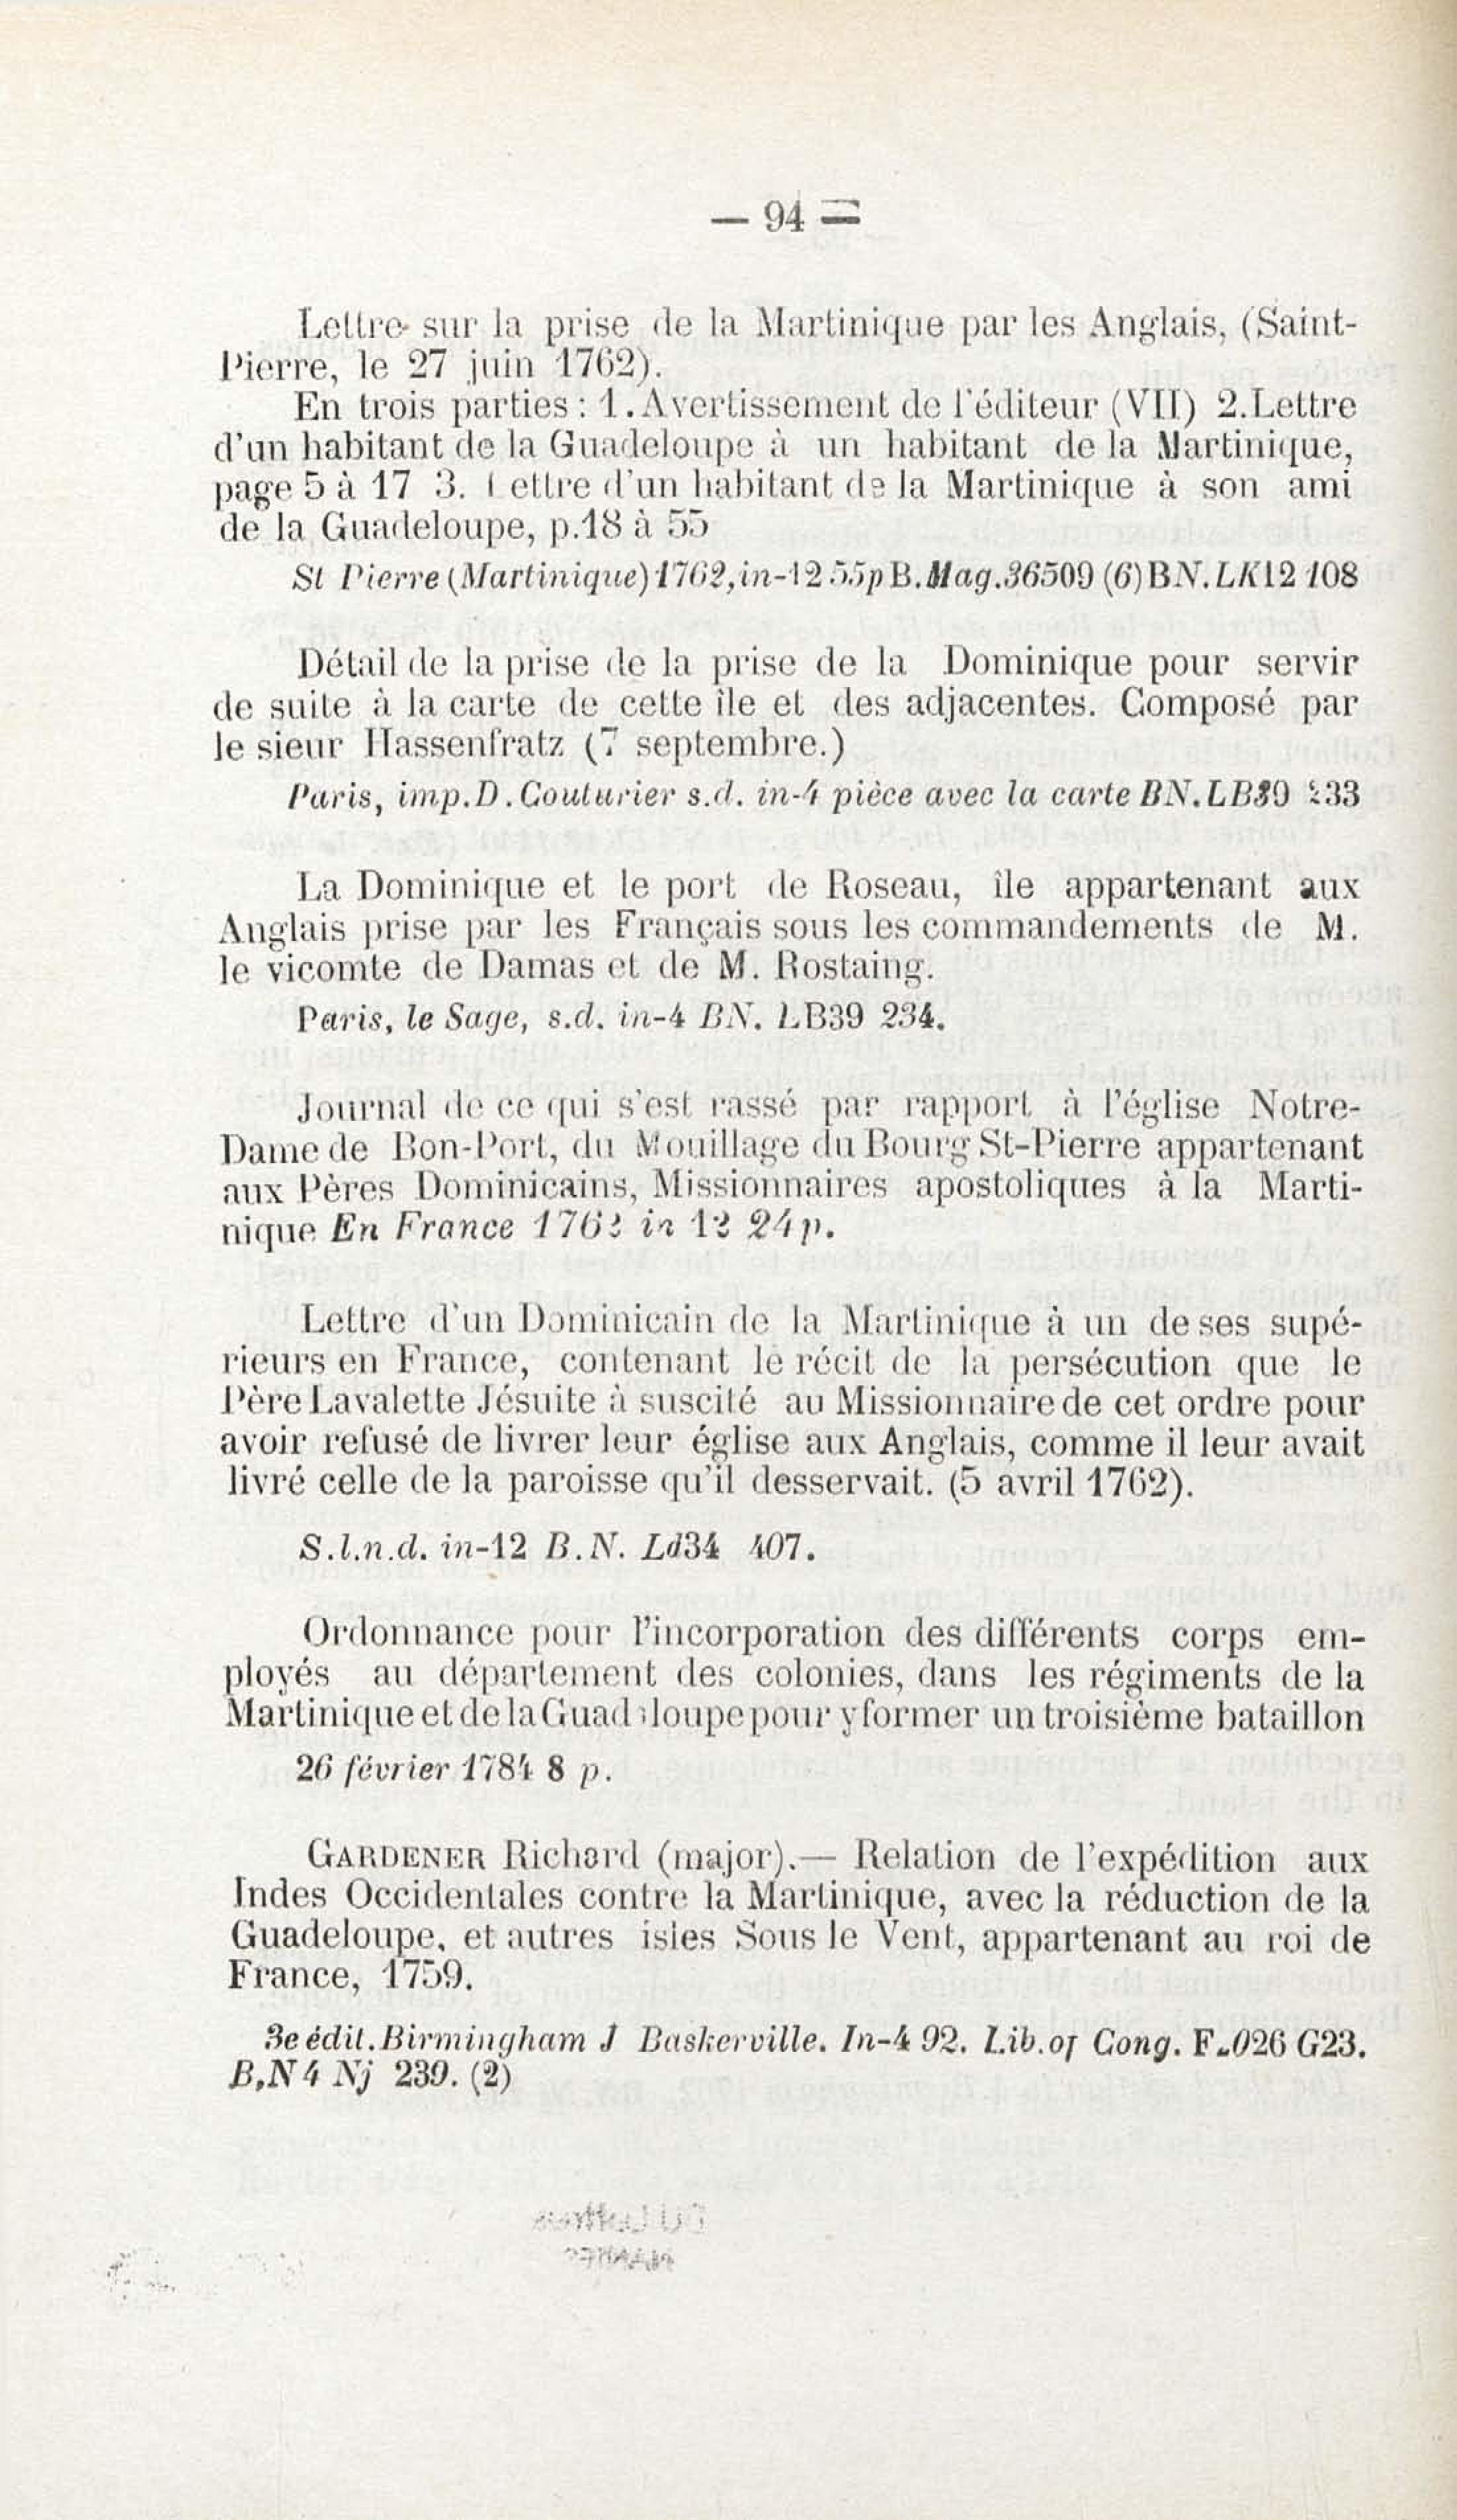 — 94 —
Lettre sur la prise de la Martinique par les Anglais, (Saint-
Pierre, le 27 juin 1762).
En trois parties : 1. Avertissement de l'éditeur (VII) 2. Lettre
d'un habitant de la Guadeloupe à un habitant de la Martinique,
page 5 à 17 3. Lettre d'un habitant de la Martinique à son ami
de la Guadeloupe, p.18 à 55
St Pierre (Martinique) 1762, in-12 55p B. Mag. 36509 (6) BN. LK12 108
Détail de la prise de la prise de la Dominique pour servir
de suite à la carte de cette île et des adjacentes. Composé par
le sieur Hassenfratz (7 septembre.)
Paris, imp. D. Couturier s.d. in-4 pièce avec la carte BN. LB39 233
La Dominique et le port de Roseau, île appartenant aux
Anglais prise par les Français sous les commandements de M.
le vicomte de Damas et de M. Rostaing.
Paris, le Sage, s.d. in-4 BN. LB39 234.
Journal de ce qui s'est rassé par rapport à l'église Notre-
Dame de Bon-Port, du Mouillage du Bourg St-Pierre appartenant
aux Pères Dominicains, Missionnaires apostoliques à la Marti-
nique En France 1762 in 12 24p.
Lettre d'un Dominicain de la Martinique à un de ses supé-
rieurs en France, contenant le récit de la persécution que le
Père Lavalette Jésuite à suscité au Missionnaire de cet ordre pour
avoir refusé de livrer leur église aux Anglais, comme il leur avait
livré celle de la paroisse qu'il desservait. (5 avril 1762).
S.l.n.d. in-12 B.N. Ld34 407.
Ordonnance pour l'incorporation des différents corps em-
ployés au département des colonies, dans les régiments de la
Martinique et de la Guadeloupe pour y former un troisième bataillon
26 février 1784 8 p.
GARDENER Richard (major).— Relation de l'expédition aux
Indes Occidentales contre la Martinique, avec la réduction de la
Guadeloupe, et autres isles Sous le Vent, appartenant au roi de
France, 1759.
3e édit. Birmingham J Baskerville. In-4 92. Lib. of Cong. F.026 G23.
B,N 4 Nj 239. (2)